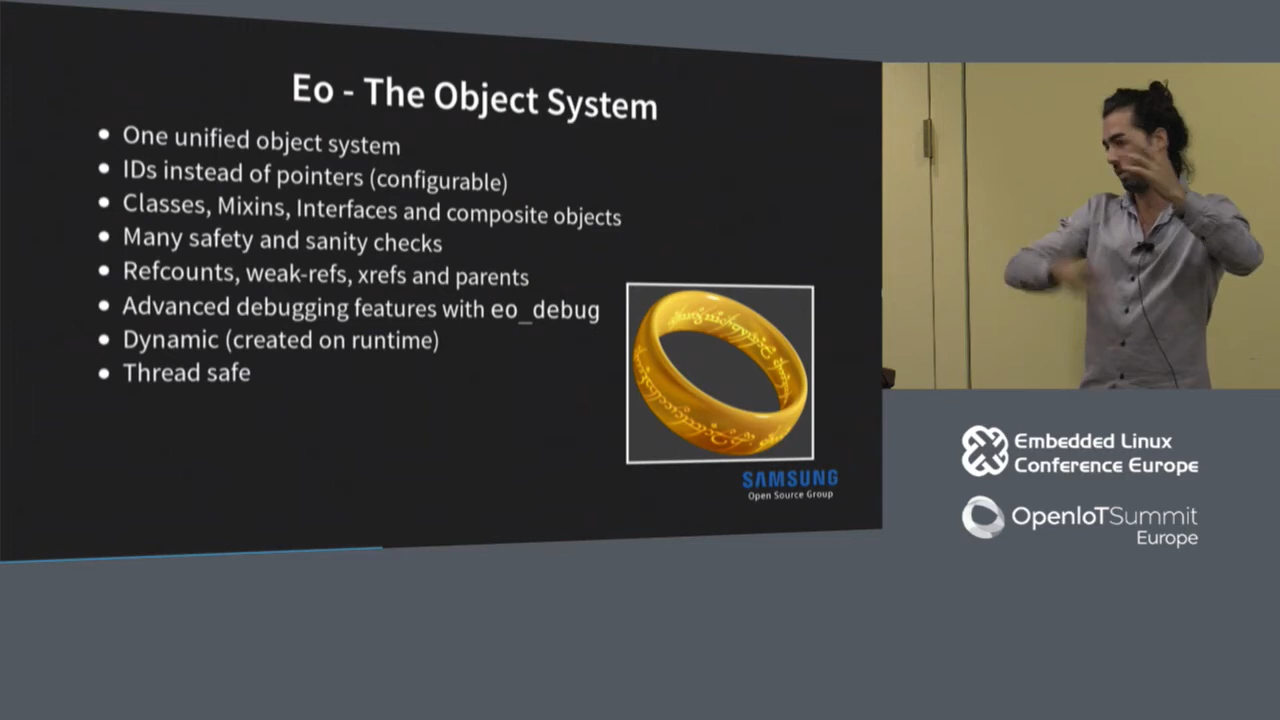 Eo - The Object System
One unified object system
IDs instead of pointers (configurable)
Classes, Mixins, Interfaces and composite objects
Many safety and sanity checks
Refcounts, weak-refs, xrefs and parents
Advanced debugging features with eo_debug
Dynamic (created on runtime)
Thread safe
SAMSUNG
Open Source Group
Embedded Linux
Conference Europe
OpenIoTSummit
Europe